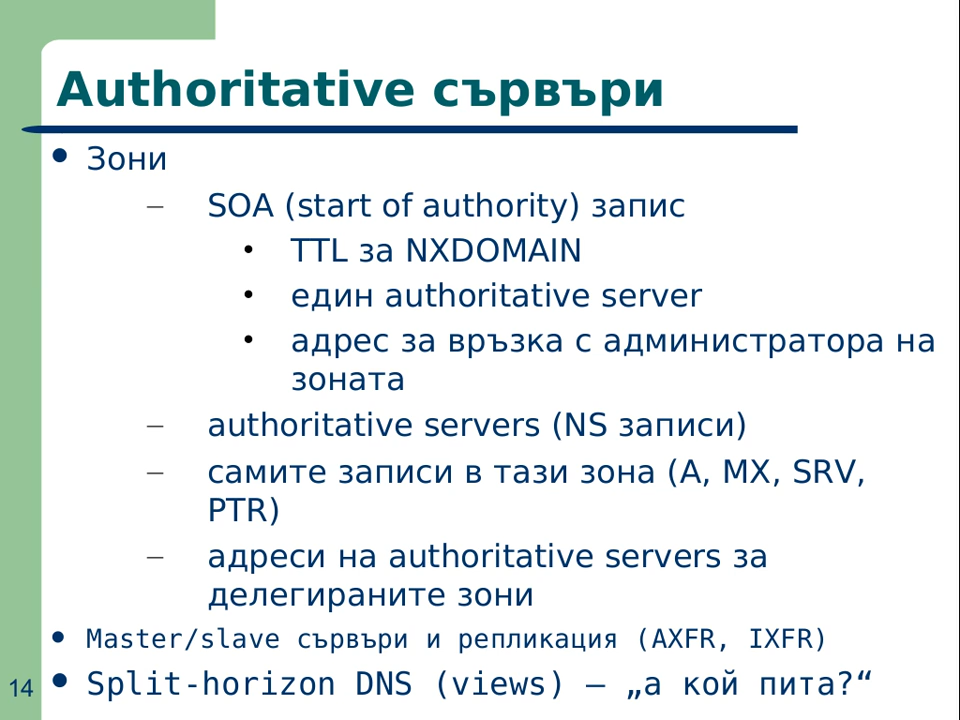 Authoritative сървъри
● Зони
– SOA (start of authority) запис
• TTL за NXDOMAIN
• един authoritative server
• адрес за връзка с администратора на
зоната
– authoritative servers (NS записи)
– самите записи в тази зона (A, MX, SRV,
PTR)
– адреси на authoritative servers за
делегираните зони
● Master/slave сървъри и репликация (AXFR, IXFR)
● Split-horizon DNS (views) – „а кой пита?“
14